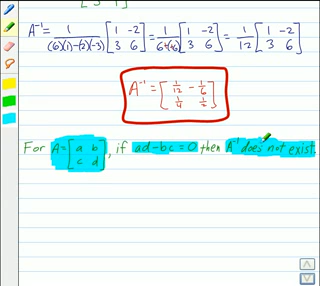 [ 3 1 ]
A⁻¹ = 1/((6)(1)-(2)(-3)) [1 -2; 3 6] = 1/(6+(+6)) [1 -2; 3 6] = 1/12 [1 -2; 3 6]
A⁻¹ = [1/12 -1/6; 1/4 1/2]
For A = [a b; c d], if ad-bc = 0 then A⁻¹ does not exist.